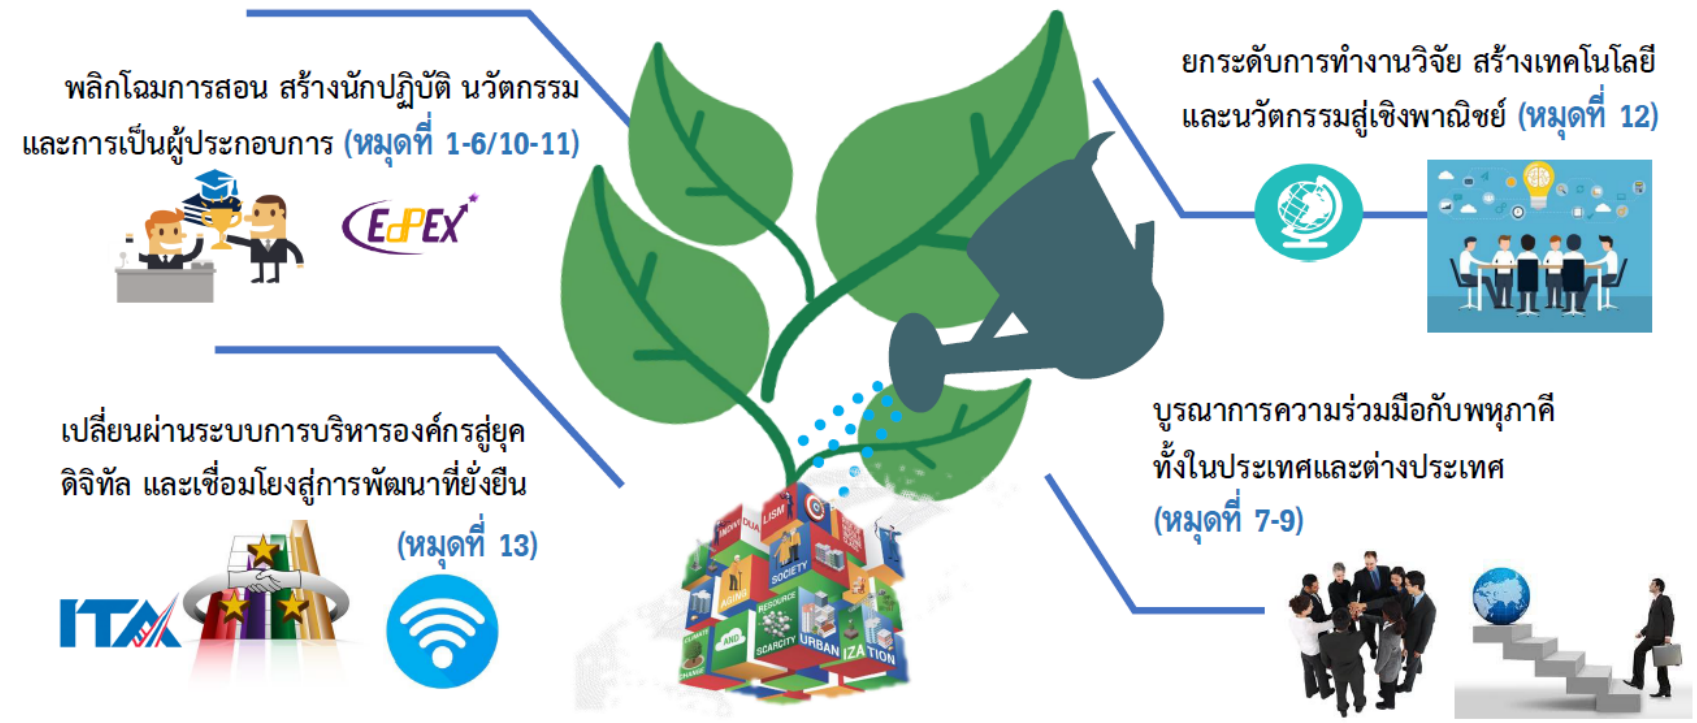 พลิกโฉมการสอน สร้างนักปฏิบัติ นวัตกรรม
และการเป็นผู้ประกอบการ (หมุดที่ 1-6/10-11)
EdPEX
ยกระดับการทำงานวิจัย สร้างเทคโนโลยี
และนวัตกรรมสู่เชิงพาณิชย์ (หมุดที่ 12)
เปลี่ยนผ่านระบบการบริหารองค์กรสู่ยุค
ดิจิทัล และเชื่อมโยงสู่การพัฒนาที่ยั่งยืน
(หมุดที่ 13)
ITA
บูรณาการความร่วมมือกับพหุภาคี
ทั้งในประเทศและต่างประเทศ
(หมุดที่ 7-9)
INDIVIDUALISM
SOCIETY
AGING
RESOURCE
SCARCITY
CLIMATE
AND
CHANGE
URBANIZATION